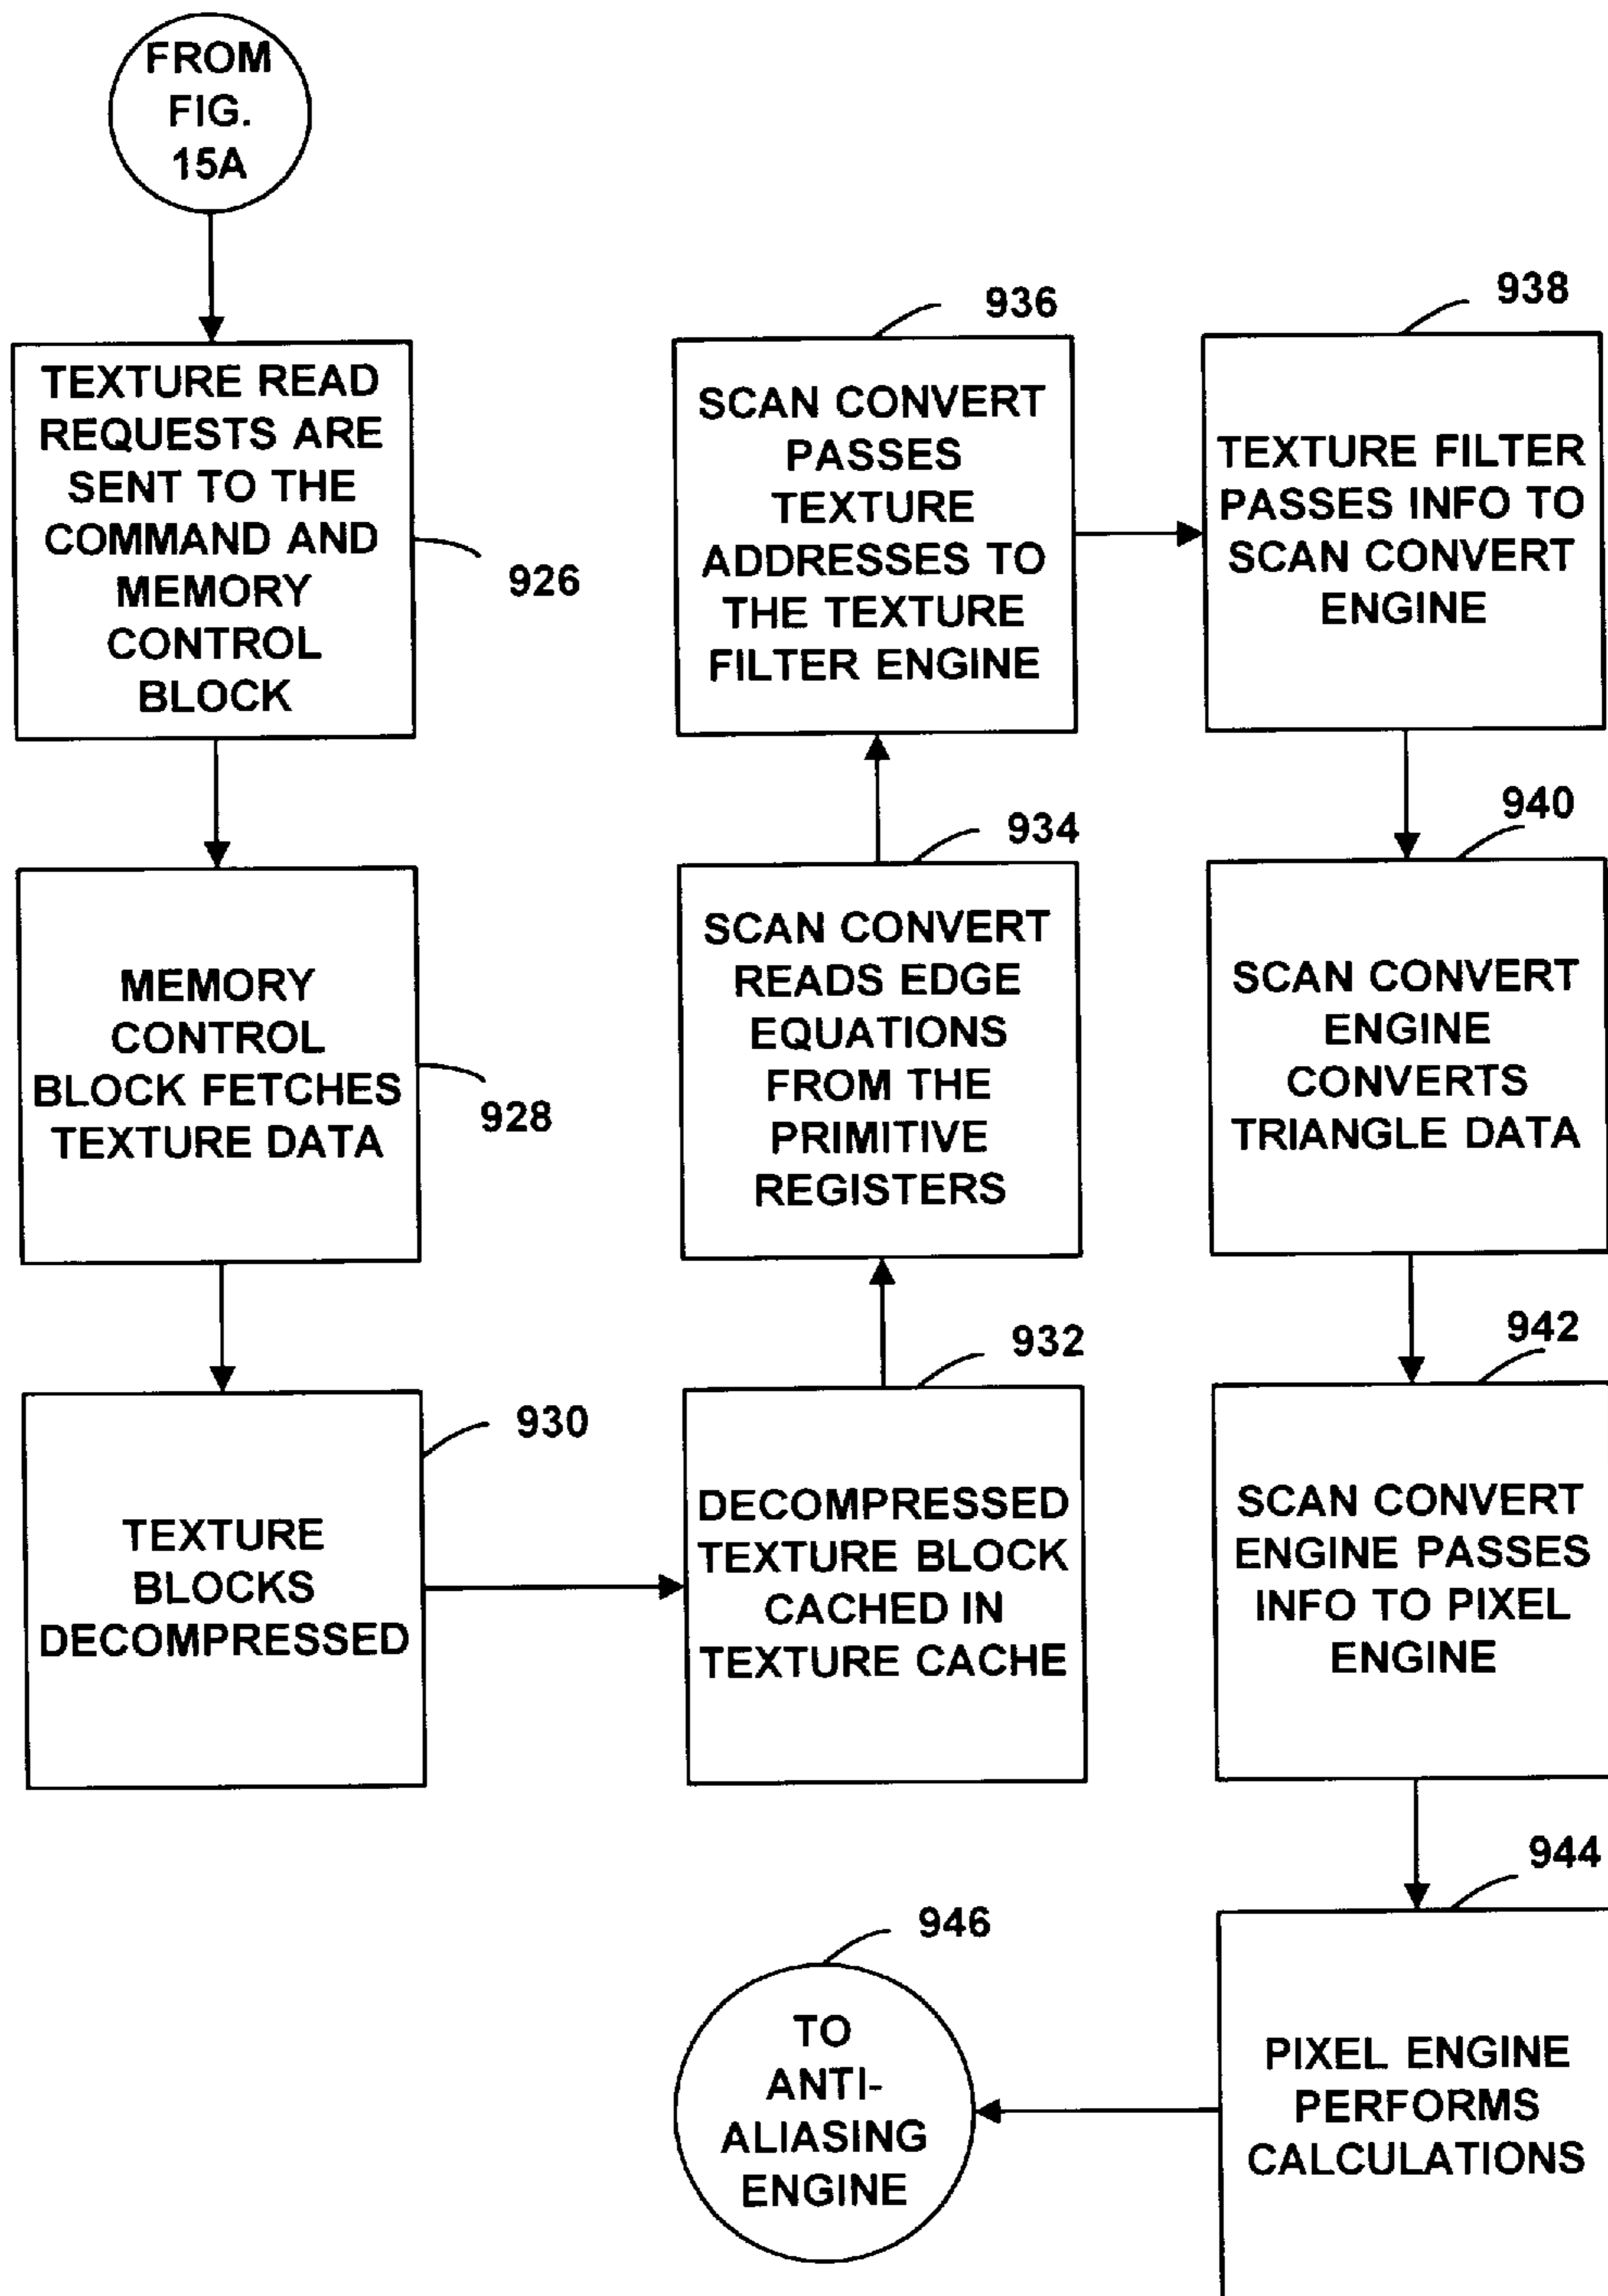 FROM
FIG.
15A
TEXTURE READ
REQUESTS ARE
SENT TO THE
COMMAND AND
MEMORY
CONTROL
BLOCK
926
MEMORY
CONTROL
BLOCK FETCHES
TEXTURE DATA
928
TEXTURE
BLOCKS
DECOMPRESSED
930
932
DECOMPRESSED
TEXTURE BLOCK
CACHED IN
TEXTURE CACHE
934
SCAN CONVERT
READS EDGE
EQUATIONS
FROM THE
PRIMITIVE
REGISTERS
936
SCAN CONVERT
PASSES
TEXTURE
ADDRESSES TO
THE TEXTURE
FILTER ENGINE
938
TEXTURE FILTER
PASSES INFO TO
SCAN CONVERT
ENGINE
940
SCAN CONVERT
ENGINE
CONVERTS
TRIANGLE DATA
942
SCAN CONVERT
ENGINE PASSES
INFO TO PIXEL
ENGINE
944
PIXEL ENGINE
PERFORMS
CALCULATIONS
946
TO
ANTI-
ALIASING
ENGINE